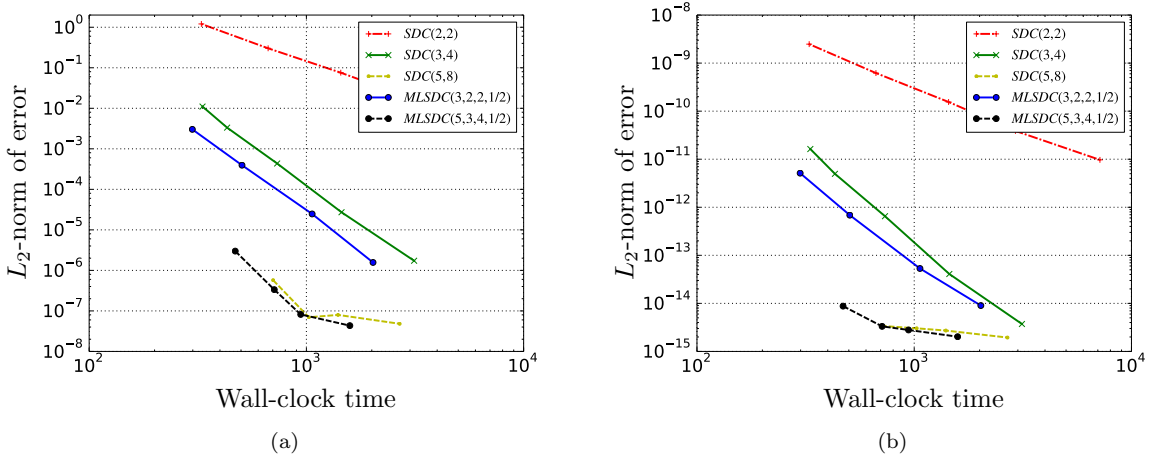 10^0
10^-1
10^-2
10^-3
10^-4
10^-5
10^-6
10^-7
10^-8
L_2-norm of error
10^2
10^3
10^4
Wall-clock time
SDC(2,2)
SDC(3,4)
SDC(5,8)
MLSDC(3,2,2,1/2)
MLSDC(5,3,4,1/2)
(a)
10^-8
10^-9
10^-10
10^-11
10^-12
10^-13
10^-14
10^-15
L_2-norm of error
10^2
10^3
10^4
Wall-clock time
SDC(2,2)
SDC(3,4)
SDC(5,8)
MLSDC(3,2,2,1/2)
MLSDC(5,3,4,1/2)
(b)